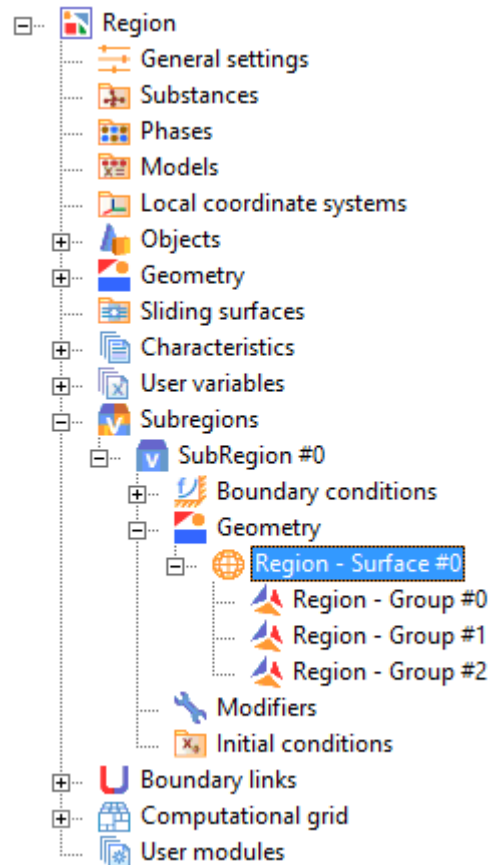 Region
General settings
Substances
Phases
Models
Local coordinate systems
Objects
Geometry
Sliding surfaces
Characteristics
User variables
Subregions
SubRegion #0
Boundary conditions
Geometry
Region - Surface #0
Region - Group #0
Region - Group #1
Region - Group #2
Modifiers
Initial conditions
Boundary links
Computational grid
User modules